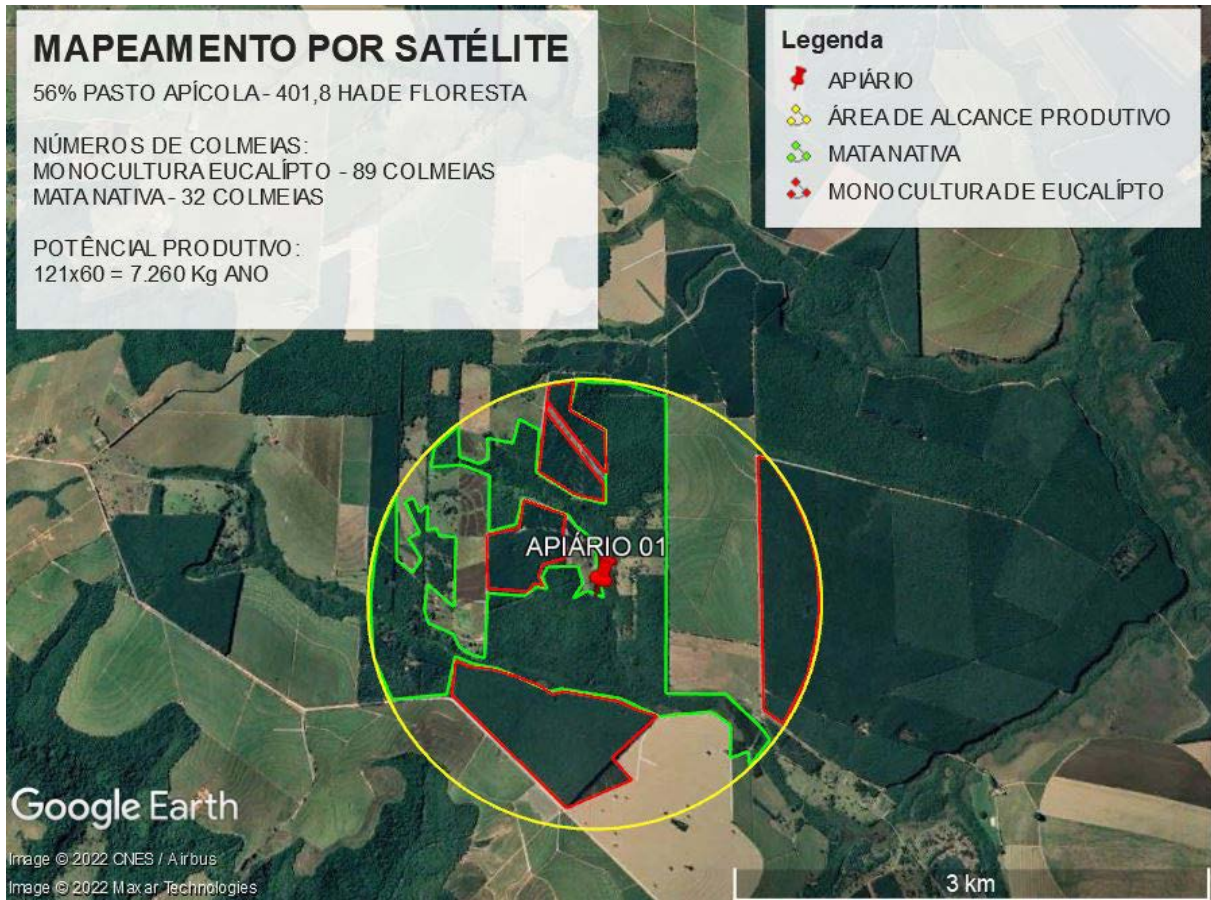 MAPEAMENTO POR SATÉLITE
56% PASTO APÍCOLA - 401,8 HA DE FLORESTA
NÚMEROS DE COLMEIAS:
MONOCULTURA EUCALÍPTO - 89 COLMEIAS
MATA NATIVA - 32 COLMEIAS
POTÊNCIAL PRODUTIVO:
121x60 = 7.260 Kg ANO
Legenda
APIÁRIO
ÁREA DE ALCANCE PRODUTIVO
MATA NATIVA
MONOCULTURA DE EUCALÍPTO
APIÁRIO 01
Google Earth
Image © 2022 CNES / Airbus
Image © 2022 Maxar Technologies
3 km